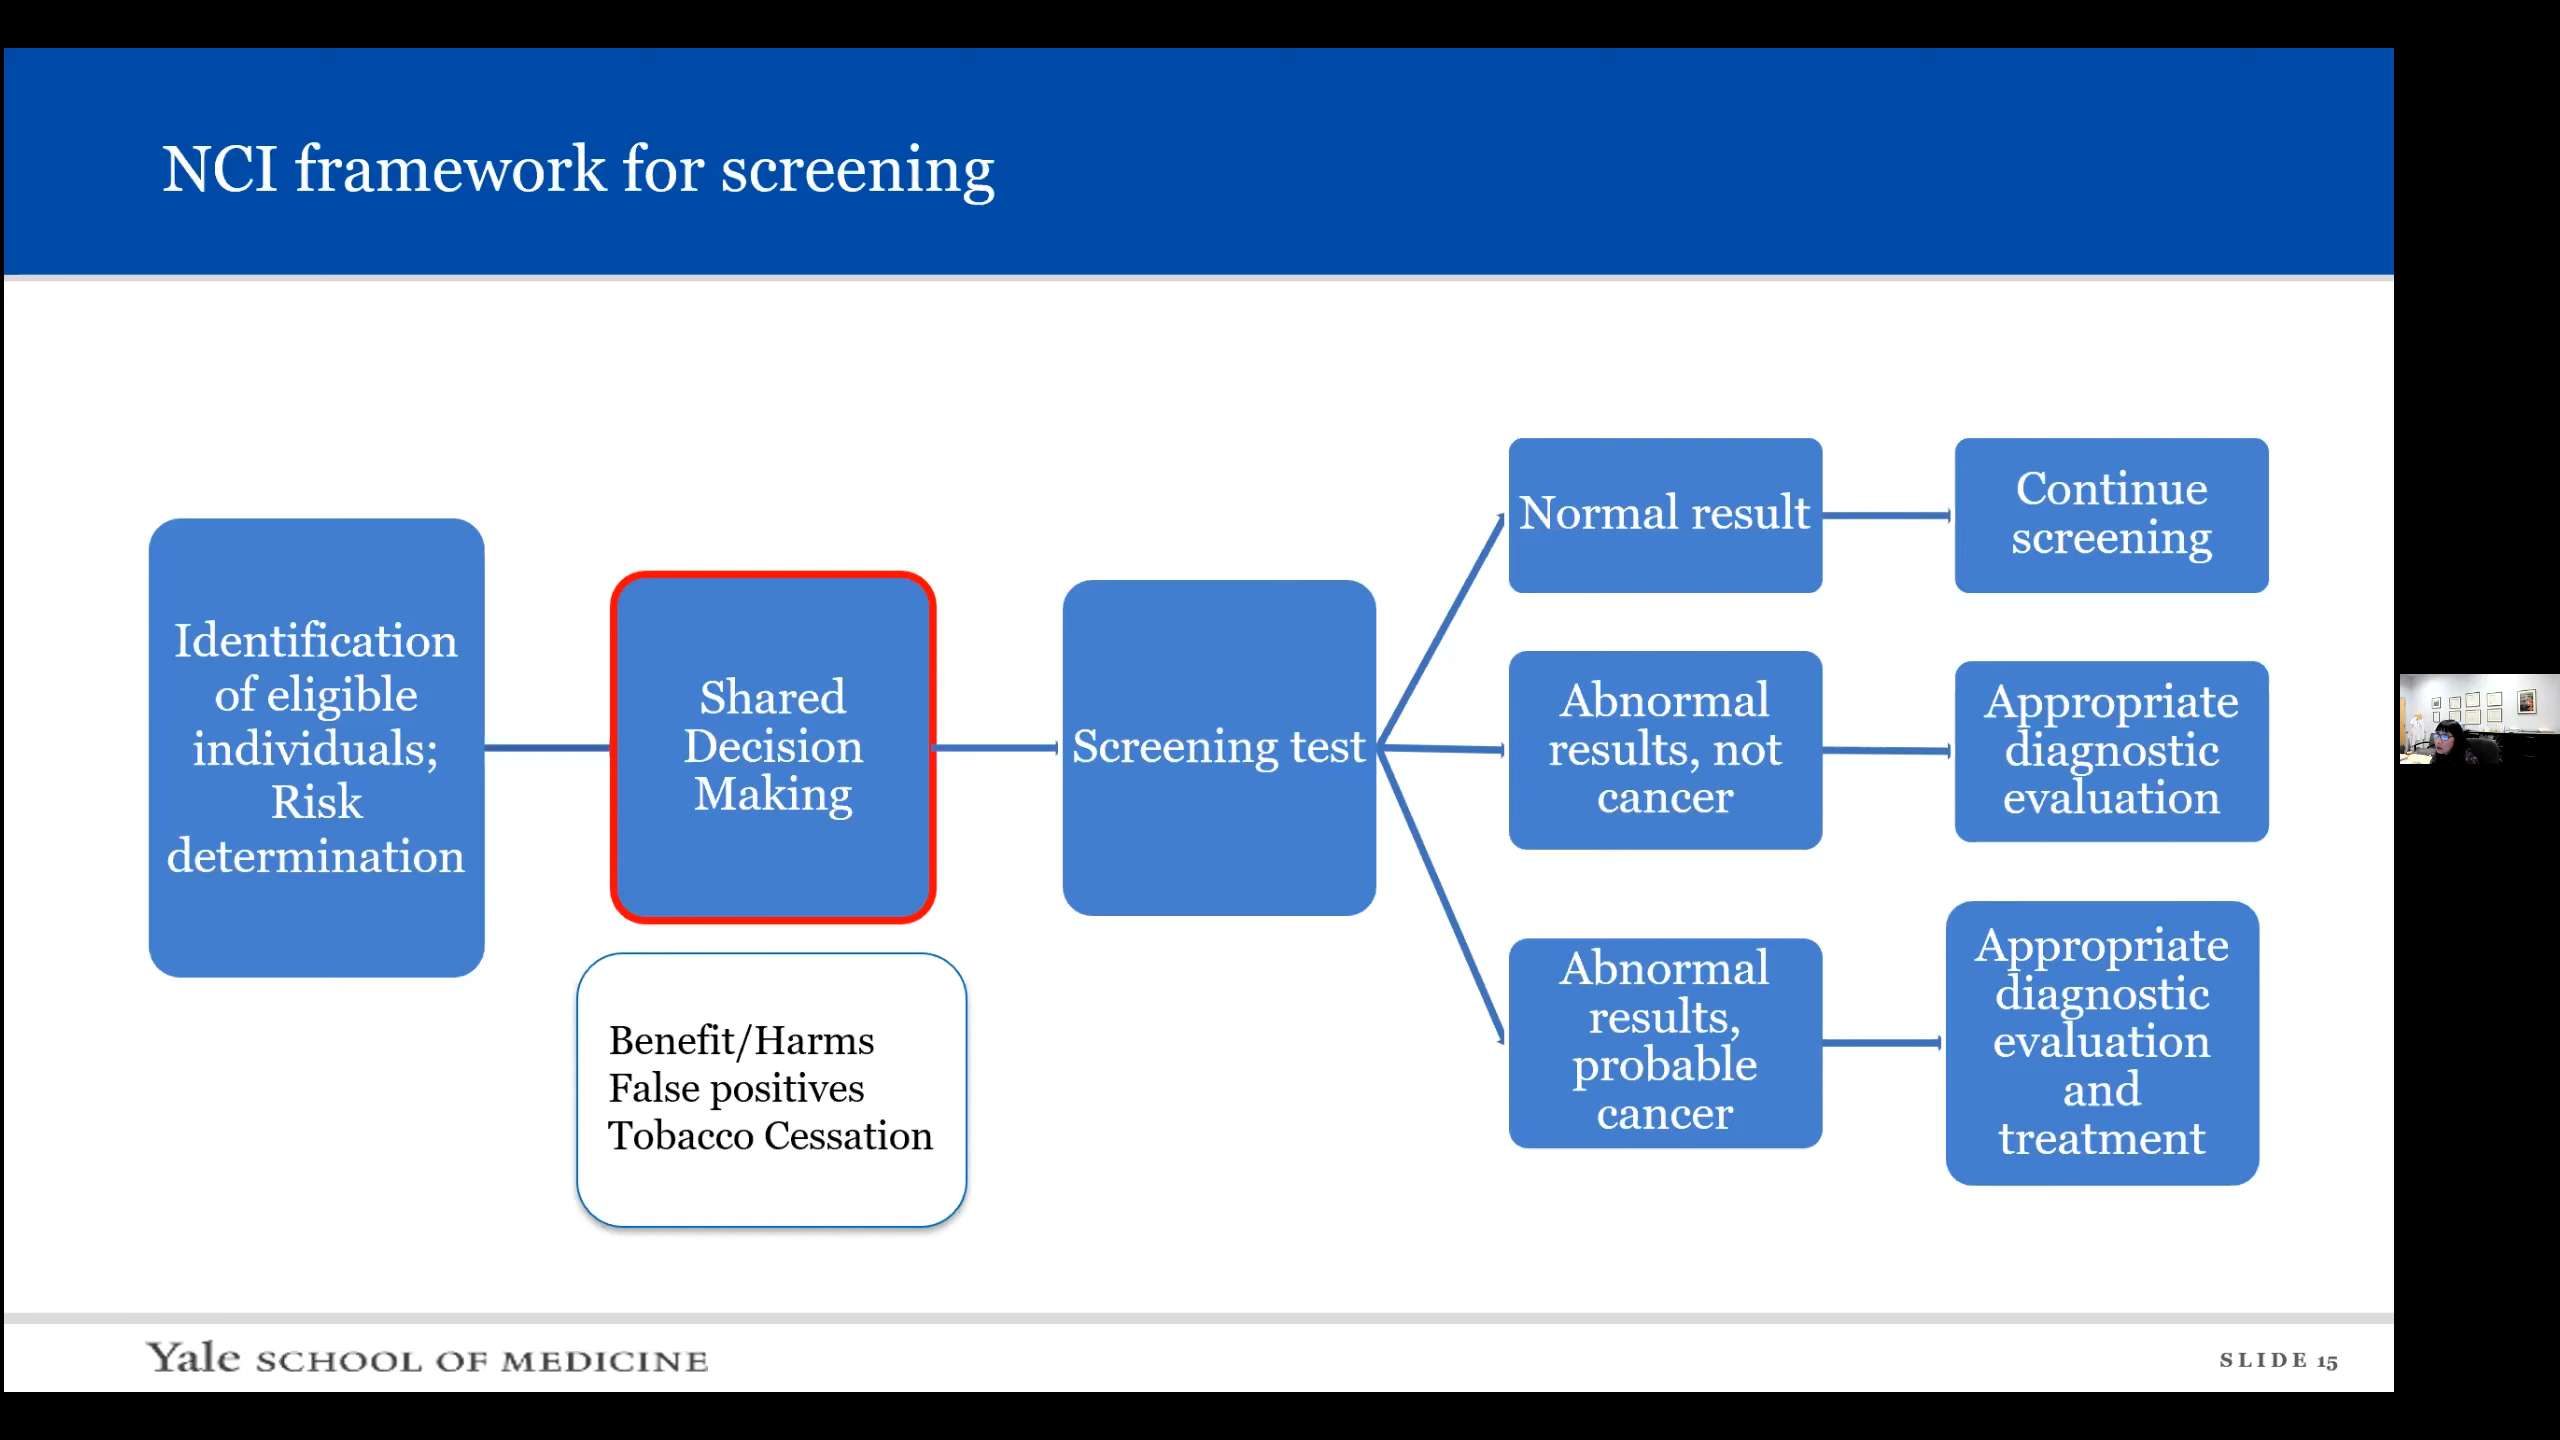 NCI framework for screening
Identification
of eligible
individuals;
Risk
determination
Shared
Decision
Making
Benefit/Harms
False positives
Tobacco Cessation
Screening test
Normal result
Continue
screening
Abnormal
results, not
cancer
Appropriate
diagnostic
evaluation
Abnormal
results,
probable
cancer
Appropriate
diagnostic
evaluation
and
treatment
Yale SCHOOL OF MEDICINE
SLIDE 15